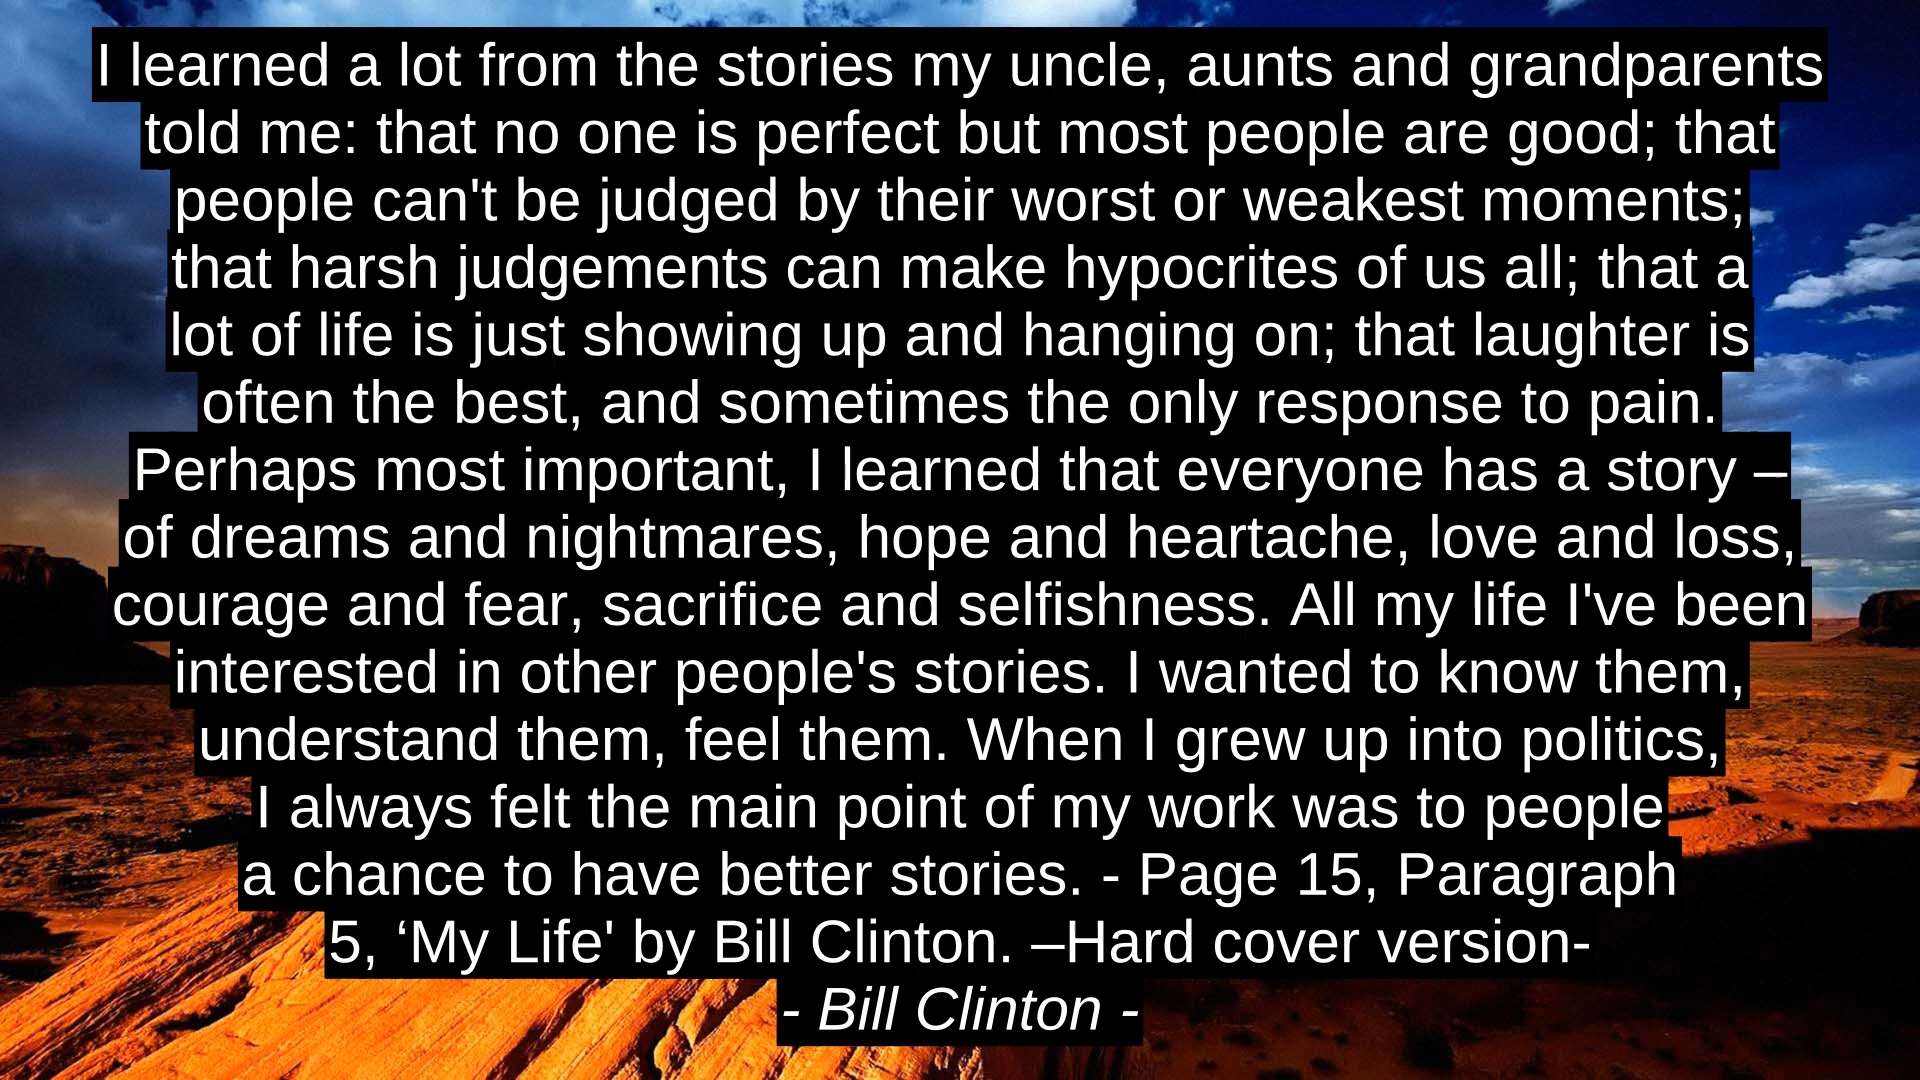 I learned a lot from the stories my uncle, aunts and grandparents
told me: that no one is perfect but most people are good; that
people can't be judged by their worst or weakest moments;
that harsh judgements can make hypocrites of us all; that a
lot of life is just showing up and hanging on; that laughter is
often the best, and sometimes the only response to pain.
Perhaps most important, I learned that everyone has a story –
of dreams and nightmares, hope and heartache, love and loss,
courage and fear, sacrifice and selfishness. All my life I've been
interested in other people's stories. I wanted to know them,
understand them, feel them. When I grew up into politics,
I always felt the main point of my work was to people
a chance to have better stories. - Page 15, Paragraph
5, ‘My Life' by Bill Clinton. –Hard cover version-
- Bill Clinton -